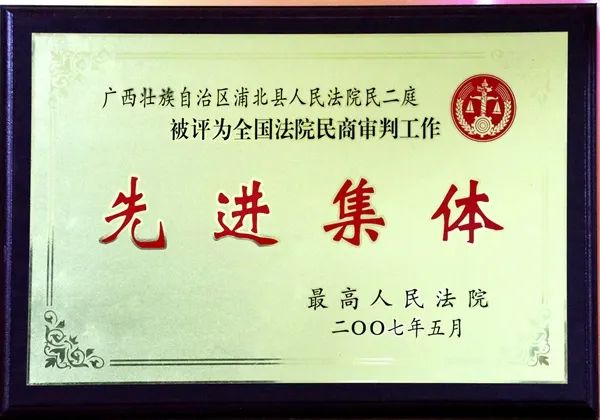 广西壮族自治区浦北县人民法院民二庭
被评为全国法院民商审判工作
先进集体
最高人民法院
二〇〇七年五月